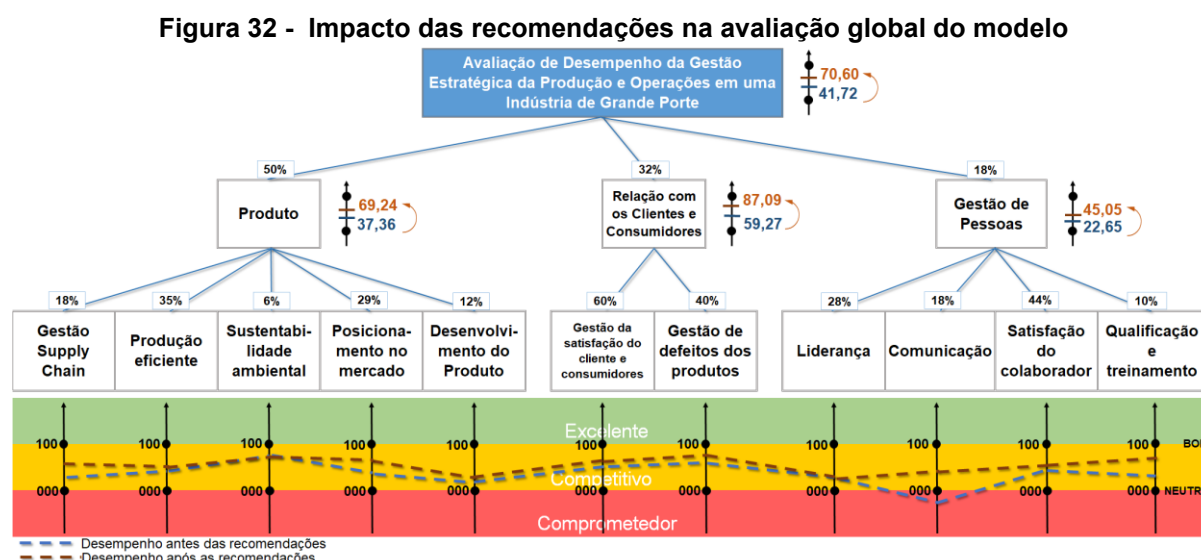 Figura 32 - Impacto das recomendações na avaliação global do modelo
Avaliação de Desempenho da Gestão
Estratégica da Produção e Operações em uma
Indústria de Grande Porte
70,60
41,72
50%
32%
18%
Produto
69,24
37,36
Relação com
os Clientes e
Consumidores
87,09
59,27
Gestão de
Pessoas
45,05
22,65
18%
35%
6%
29%
12%
60%
40%
28%
18%
44%
10%
Gestão
Supply
Chain
Produção
eficiente
Sustentabi-
lidade
ambiental
Posiciona-
mento no
mercado
Desenvolvi-
mento do
Produto
Gestão da
satisfação do
cliente e
consumidores
Gestão de
defeitos dos
produtos
Liderança
Comunicação
Satisfação
do
colaborador
Qualificação
e
treinamento
Excelente
100 100 100 100 100 100 100 100 100 100 100 BO
Competitivo
000 000 000 000 000 000 000 000 000 000 000 NEUTR
Comprometedor
Desempenho antes das recomendações
Desempenho após as recomendações